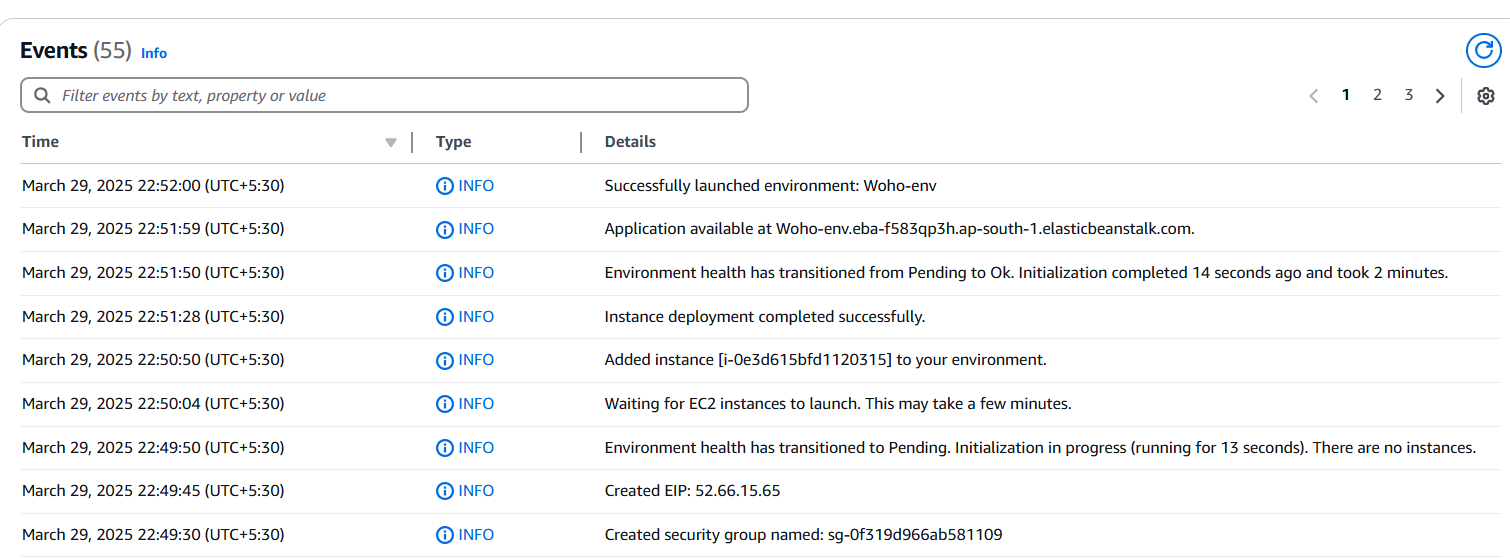 Events (55) Info
Filter events by text, property or value
1 2 3
Time Type Details
March 29, 2025 22:52:00 (UTC+5:30) INFO Successfully launched environment: Woho-env
March 29, 2025 22:51:59 (UTC+5:30) INFO Application available at Woho-env.eba-f583qp3h.ap-south-1.elasticbeanstalk.com.
March 29, 2025 22:51:50 (UTC+5:30) INFO Environment health has transitioned from Pending to Ok. Initialization completed 14 seconds ago and took 2 minutes.
March 29, 2025 22:51:28 (UTC+5:30) INFO Instance deployment completed successfully.
March 29, 2025 22:50:50 (UTC+5:30) INFO Added instance [i-0e3d615bfd1120315] to your environment.
March 29, 2025 22:50:04 (UTC+5:30) INFO Waiting for EC2 instances to launch. This may take a few minutes.
March 29, 2025 22:49:50 (UTC+5:30) INFO Environment health has transitioned to Pending. Initialization in progress (running for 13 seconds). There are no instances.
March 29, 2025 22:49:45 (UTC+5:30) INFO Created EIP: 52.66.15.65
March 29, 2025 22:49:30 (UTC+5:30) INFO Created security group named: sg-0f319d966ab581109